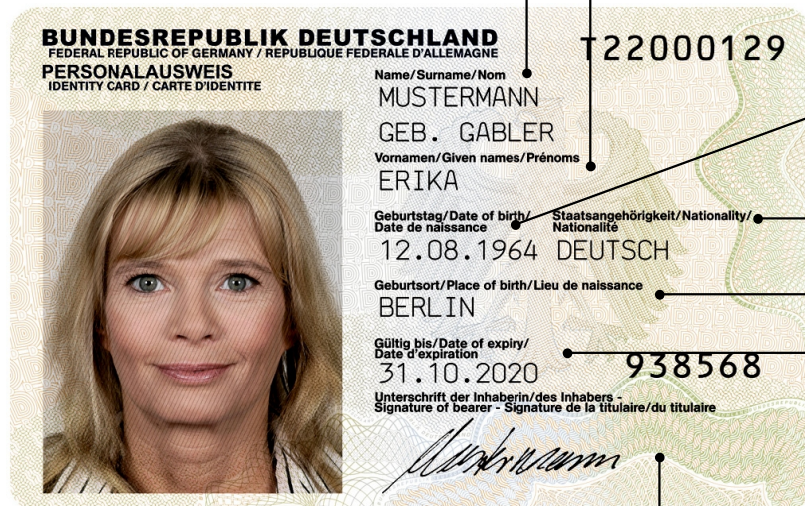 BUNDESREPUBLIK DEUTSCHLAND
FEDERAL REPUBLIC OF GERMANY / REPUBLIQUE FEDERALE D'ALLEMAGNE
PERSONALAUSWEIS
IDENTITY CARD / CARTE D'IDENTITE
T22000129
Name/Surname/Nom
MUSTERMANN
GEB. GABLER
Vornamen/Given names/Prénoms
ERIKA
Geburtstag/Date of birth/
Date de naissance
Staatsangehörigkeit/Nationality/
Nationalité
12.08.1964 DEUTSCH
Geburtsort/Place of birth/Lieu de naissance
BERLIN
Gültig bis/Date of expiry/
Date d'expiration
31.10.2020
938568
Unterschrift der Inhaberin/des Inhabers -
Signature of bearer - Signature de la titulaire/du titulaire
Mustermann